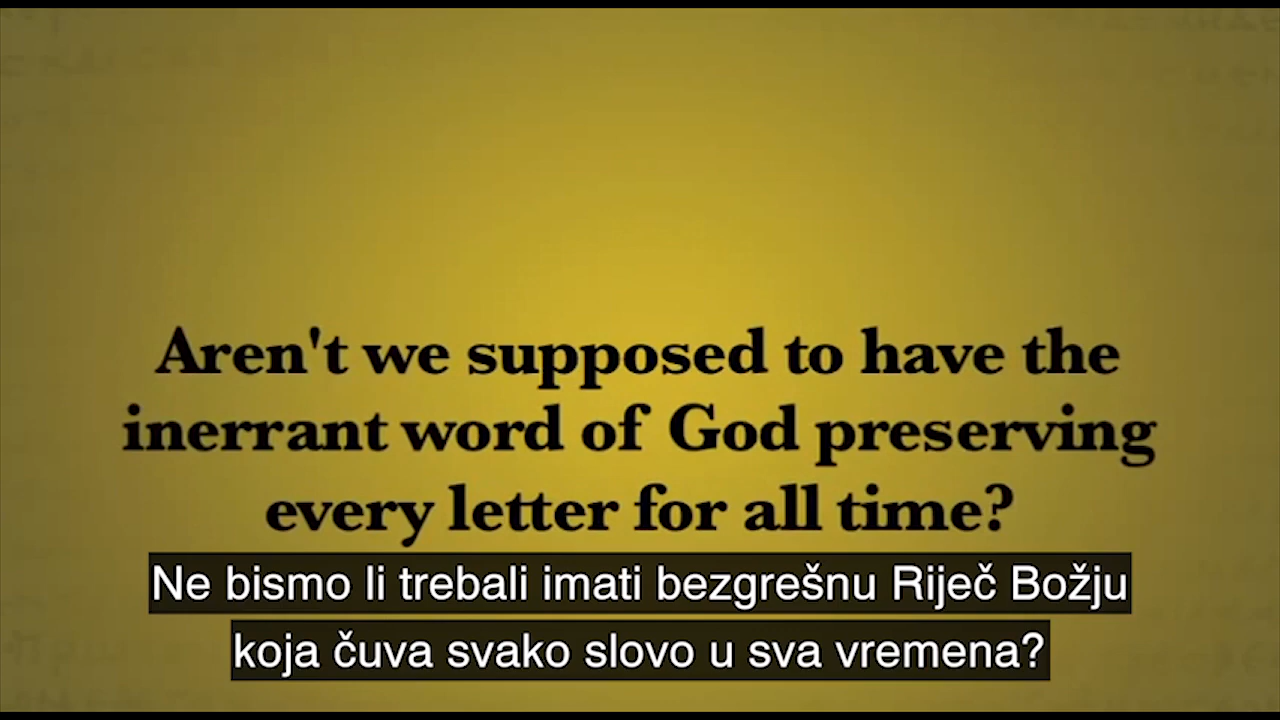 Aren't we supposed to have the
inerrant word of God preserving
every letter for all time?
Ne bismo li trebali imati bezgrešnu Riječ Božju
koja čuva svako slovo u sva vremena?